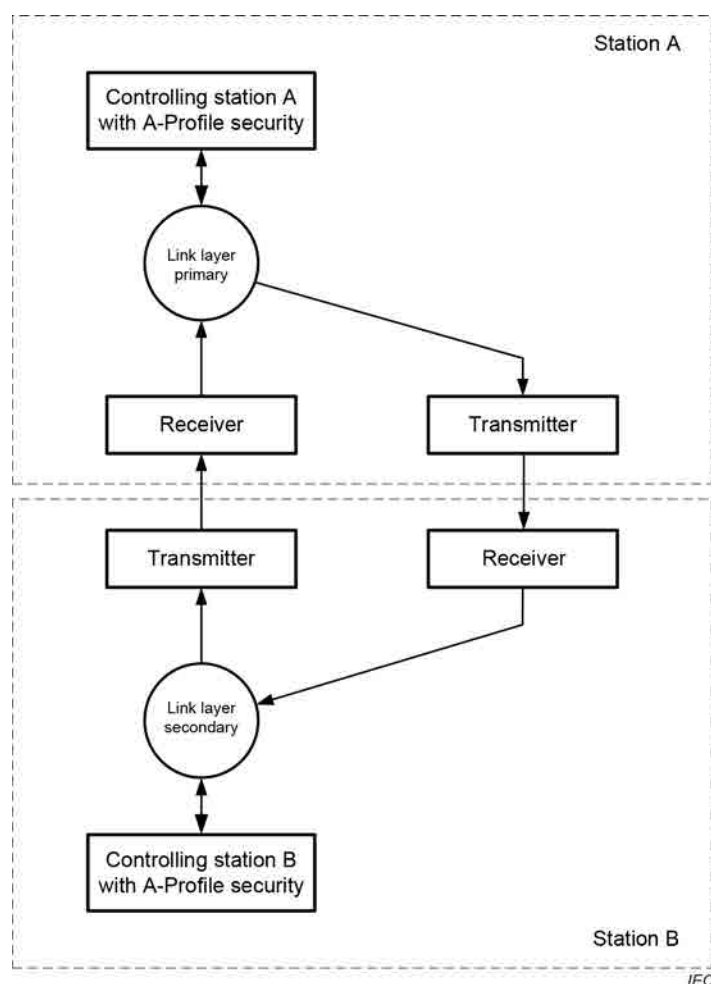 Station A
Controlling station A
with A-Profile security
Link layer
primary
Receiver
Transmitter
Transmitter
Receiver
Link layer
secondary
Controlling station B
with A-Profile security
Station B
IEC